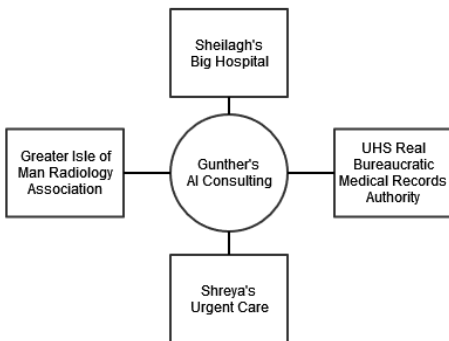 Sheilagh's
Big Hospital
Greater Isle of
Man Radiology
Association
Gunther's
AI Consulting
UHS Real
Bureaucratic
Medical Records
Authority
Shreya's
Urgent Care